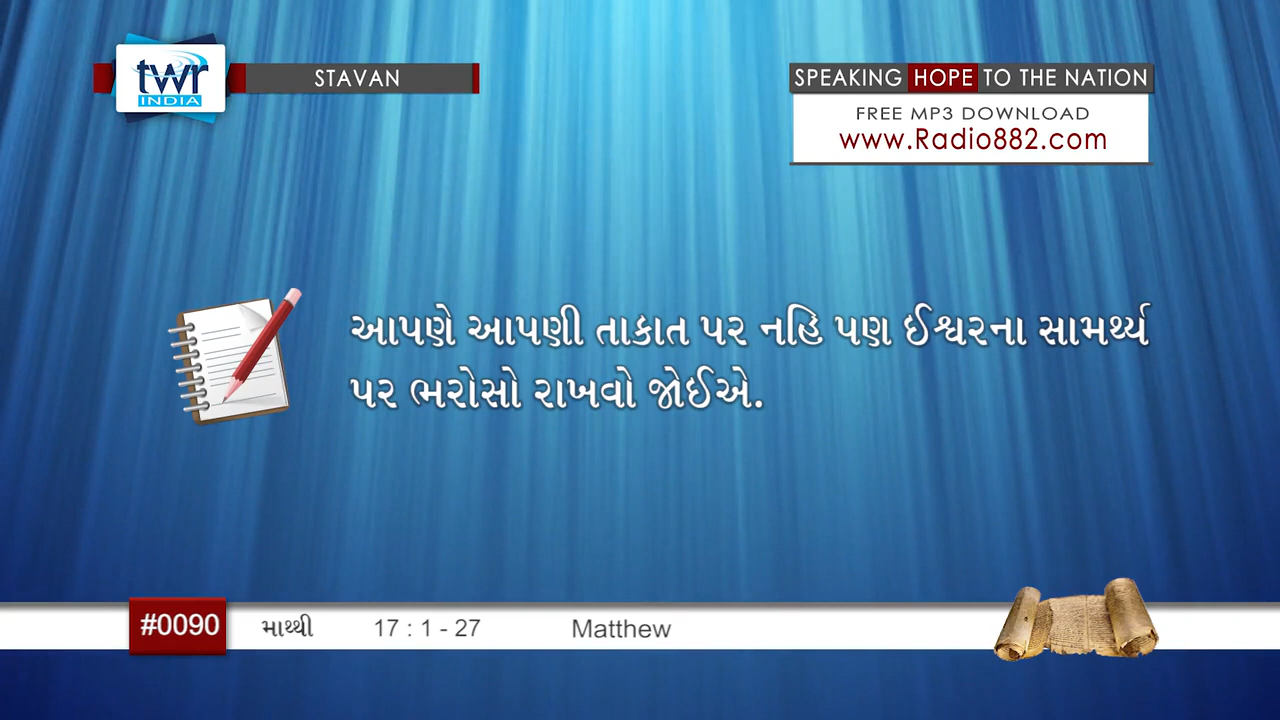 twr
INDIA
STAVAN
SPEAKING HOPE TO THE NATION
FREE MP3 DOWNLOAD
www.Radio882.com
આપણે આપણી તાકાત પર નહિ પણ ઈશ્વરના સામર્થ્ય
પર ભરોસો રાખવો જોઈએ.
#0090 માથ્થી 17 : 1 - 27 Matthew